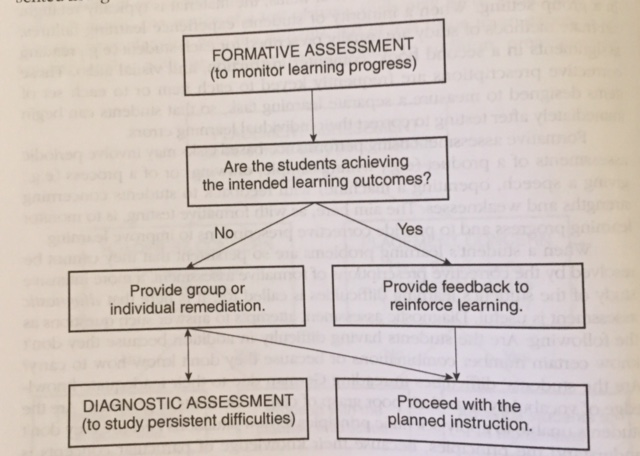 FORMATIVE ASSESSMENT
(to monitor learning progress)
Are the students achieving
the intended learning outcomes?
No
Yes
Provide group or
individual remediation.
Provide feedback to
reinforce learning.
DIAGNOSTIC ASSESSMENT
(to study persistent difficulties)
Proceed with the
planned instruction.